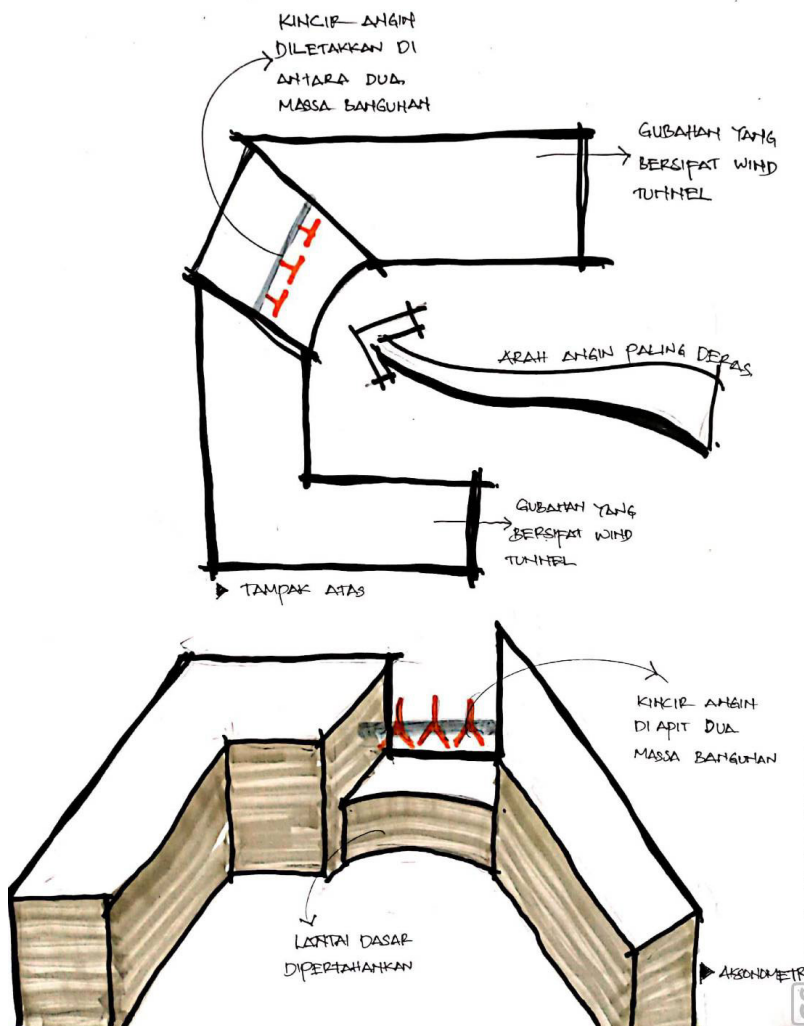 KINCIR ANGIN
DILETAKKAN DI
ANTARA DUA
MASSA BANGUNAN
GUBAHAN YANG
BERSIFAT WIND
TUNNEL
ARAH ANGIN PALING DERAS
GUBAHAN YANG
BERSIFAT WIND
TUNNEL
TAMPAK ATAS
KINCIR ANGIN
DI APIT DUA
MASSA BANGUNAN
LANTAI DASAR
DIPERTAHANKAN
AKSONOMETR